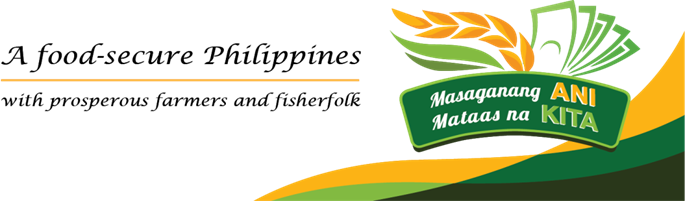 A food-secure Philippines
with prosperous farmers and fisherfolk
Masaganang ANI
Mataas na KITA